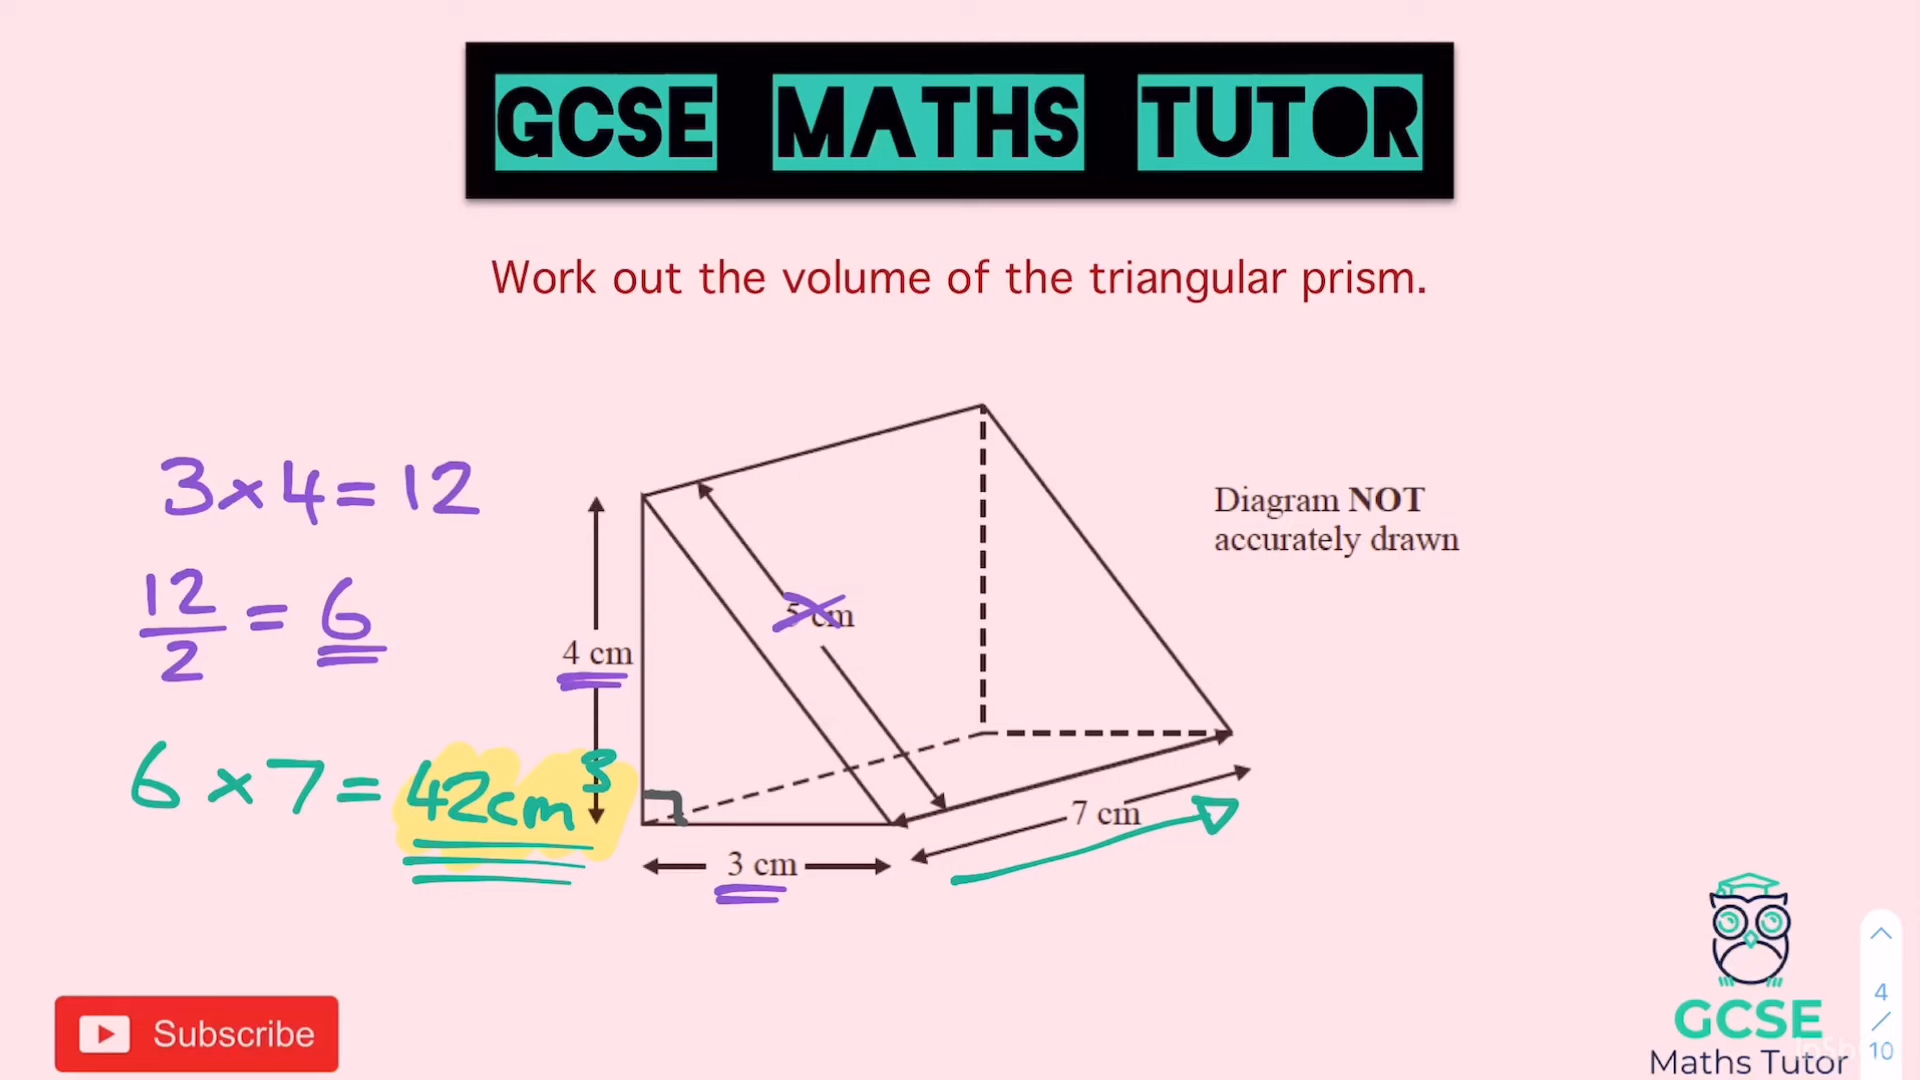 GCSE MATHS TUTOR
Work out the volume of the triangular prism.
3×4=12
12/2 = 6
6×7=42cm³
4 cm
5 cm
3 cm
7 cm
Diagram NOT
accurately drawn
Subscribe
GCSE
Maths Tutor
4
/
10